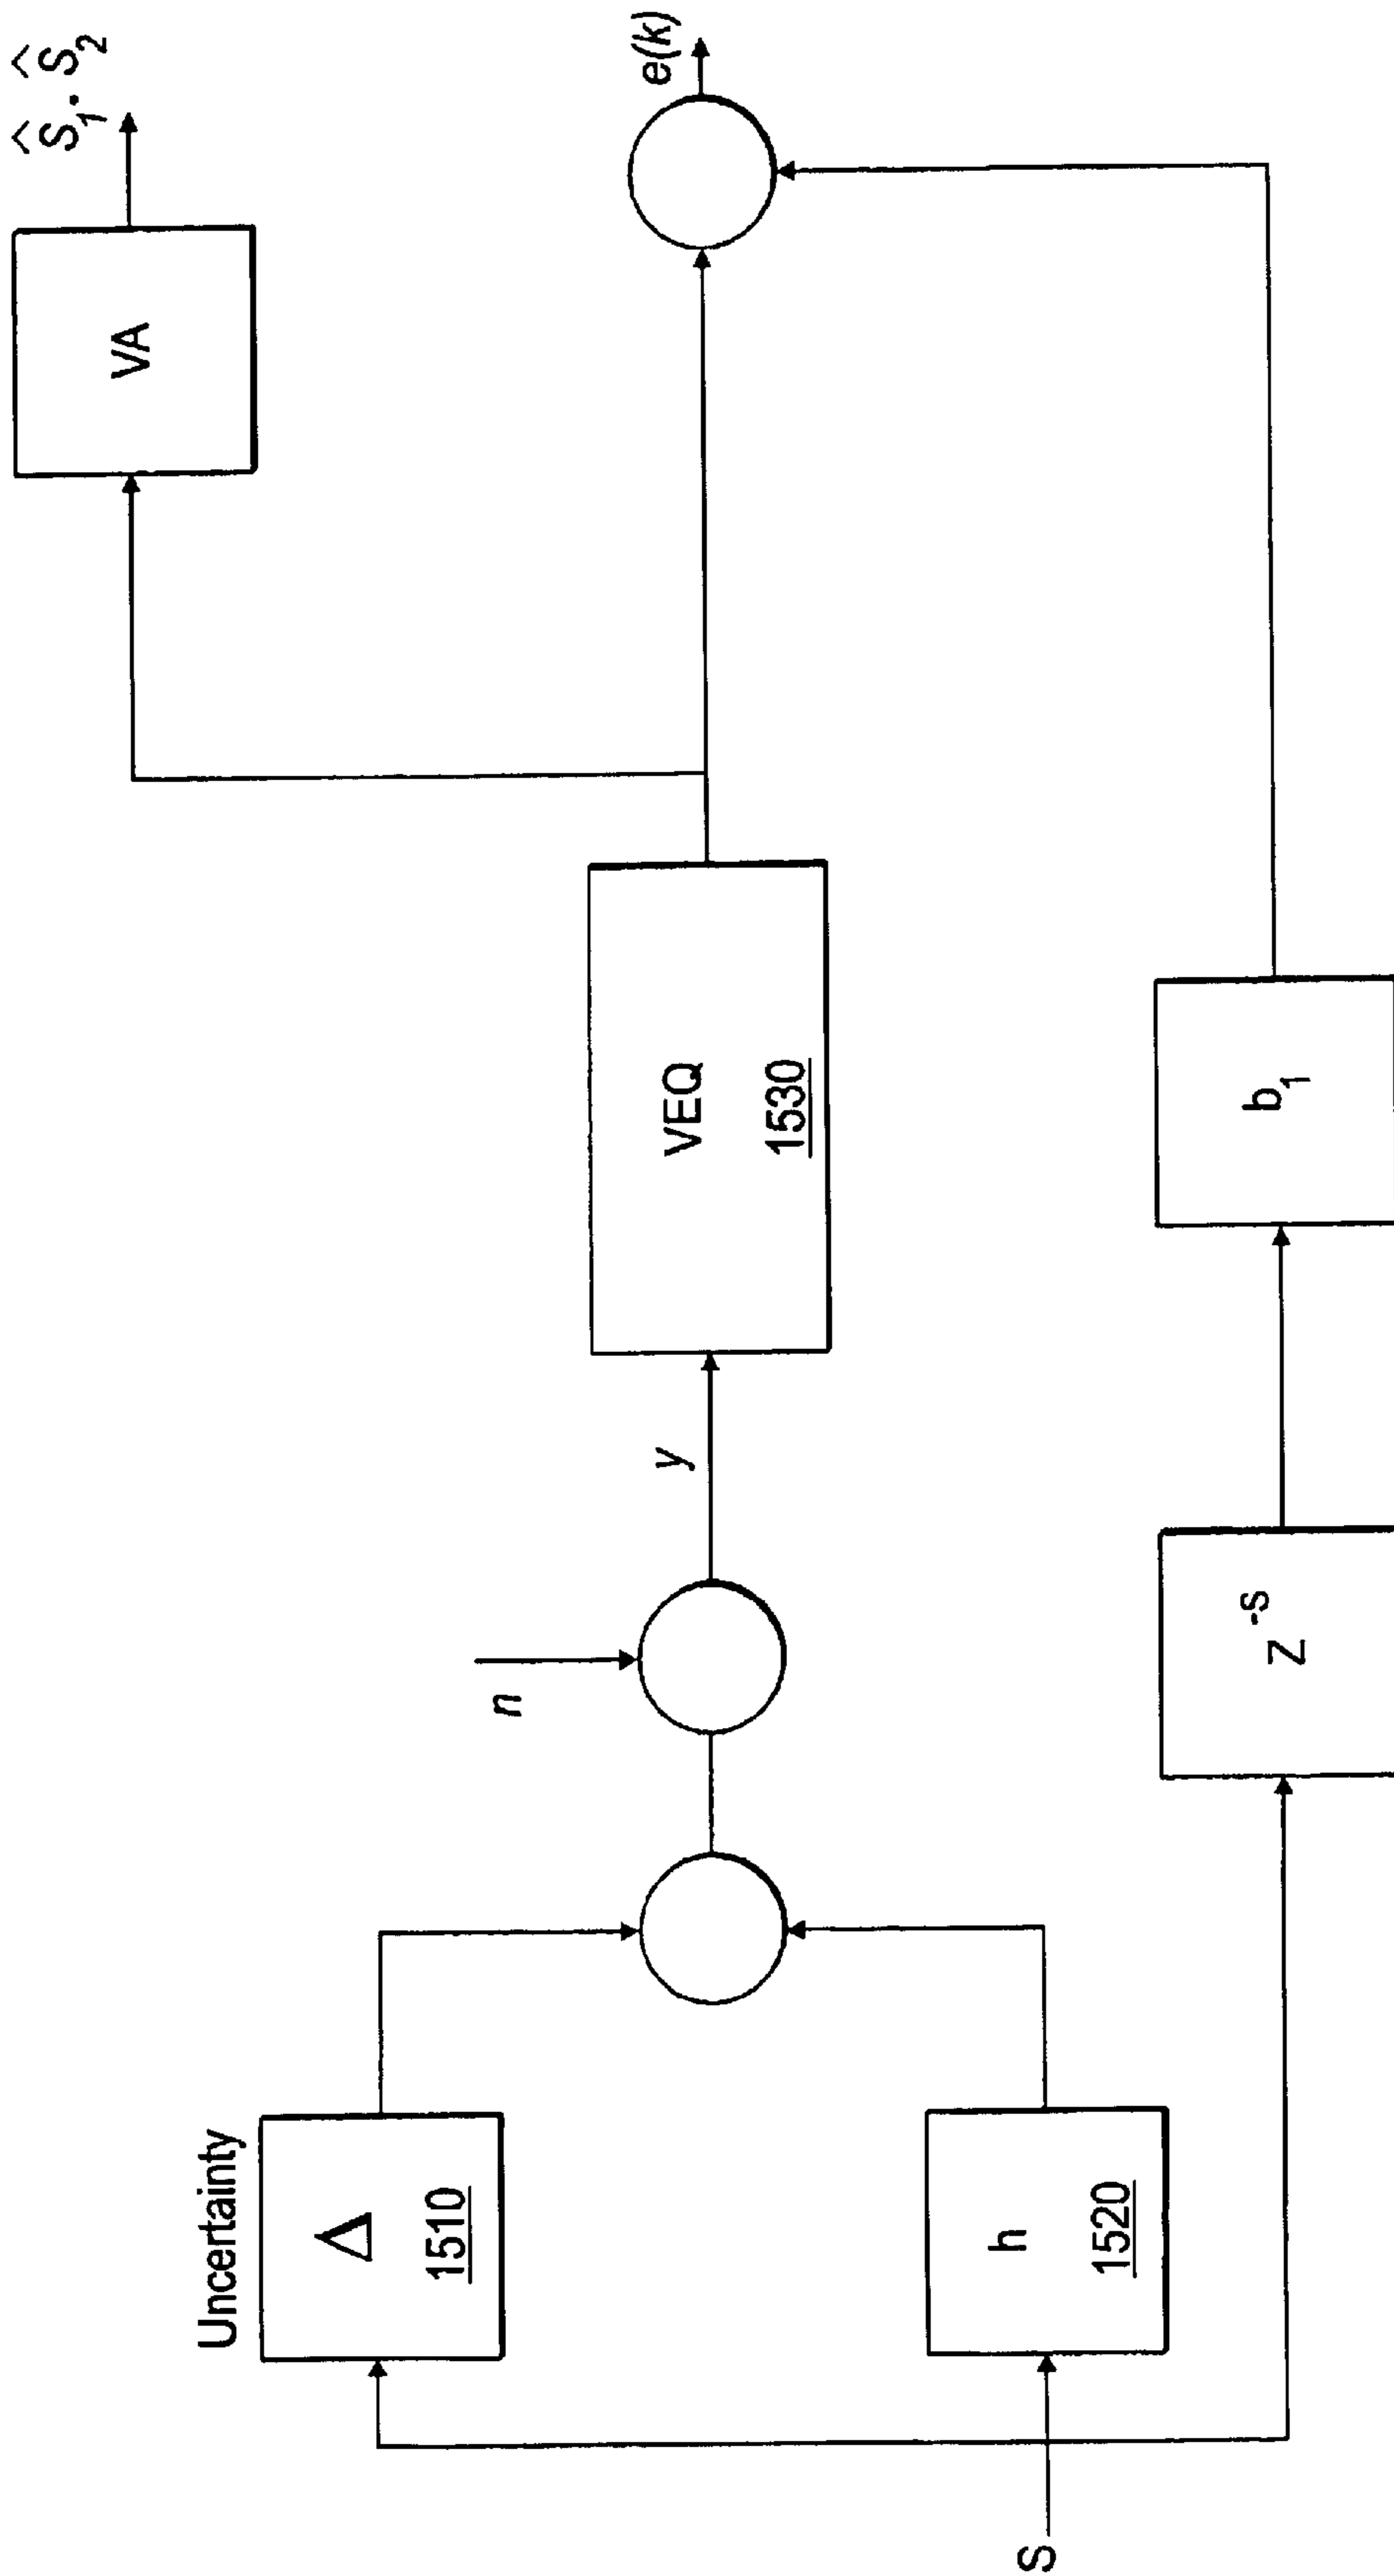 Uncertainty
Δ
1510
S
h
1520
n
y
VEQ
1530
VA
ŝ₁. ŝ₂
e(k)
Z⁻ˢ
b₁